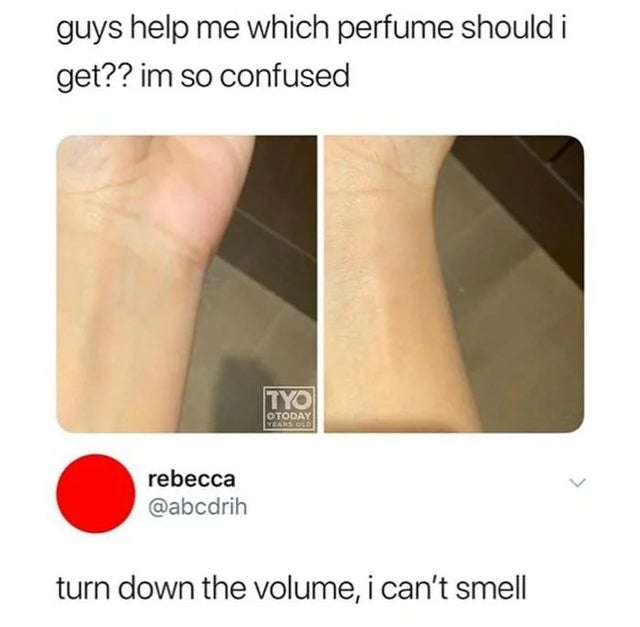 guys help me which perfume should i
get?? im so confused
TYO
@TODAY
YEARS OLD
rebecca
@abcdrih
turn down the volume, i can't smell